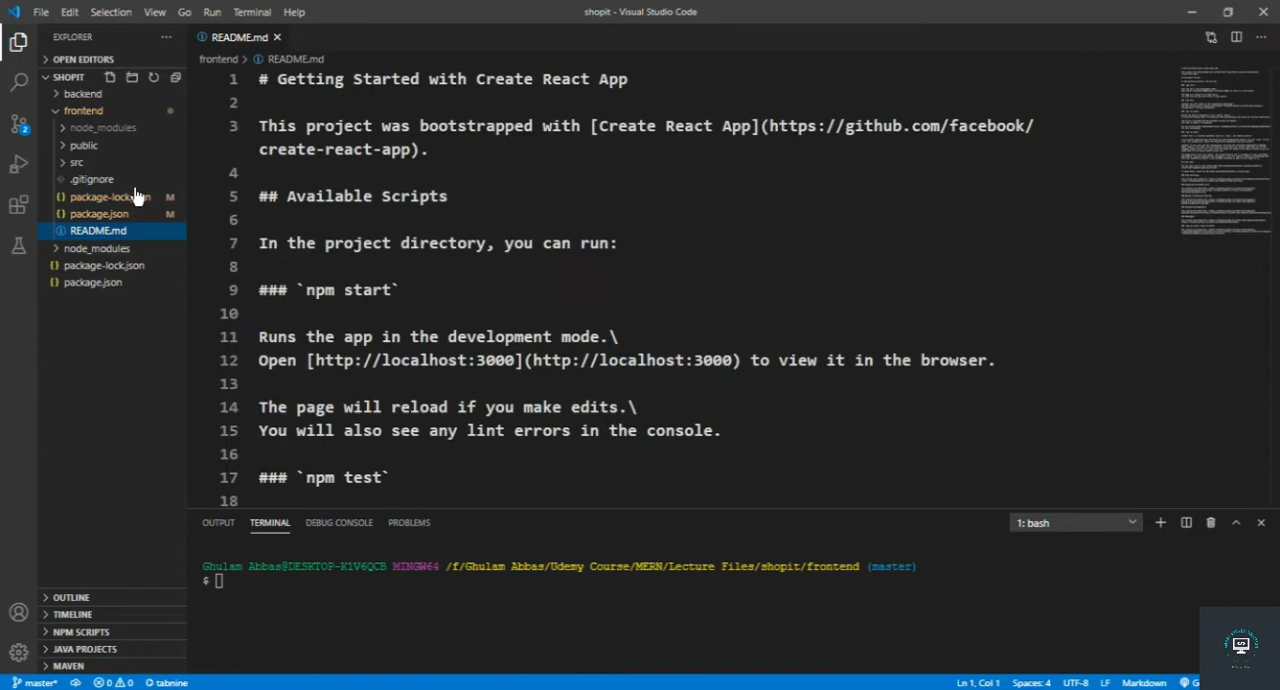 File Edit Selection View Go Run Terminal Help
shopit - Visual Studio Code
EXPLORER
README.md
OPEN EDITORS
frontend > README.md
SHOPIT
backend
frontend
node_modules
public
src
.gitignore
package-lock M
package.json M
README.md
node_modules
package-lock.json
package.json
1 # Getting Started with Create React App
2
3 This project was bootstrapped with [Create React App](https://github.com/facebook/
create-react-app).
4
5 ## Available Scripts
6
7 In the project directory, you can run:
8
9 ### `npm start`
10
11 Runs the app in the development mode.\
12 Open [http://localhost:3000](http://localhost:3000) to view it in the browser.
13
14 The page will reload if you make edits.\
15 You will also see any lint errors in the console.
16
17 ### `npm test`
18
OUTPUT TERMINAL DEBUG CONSOLE PROBLEMS
1: bash
Ghulam Abbas@DESKTOP-K1V6QCB MINGW64 /f/Ghulam Abbas/Udemy Course/MERN/Lecture Files/shopit/frontend (master)
$
OUTLINE
TIMELINE
NPM SCRIPTS
JAVA PROJECTS
MAVEN
master* 0 0 tabnine
Ln 1, Col 1 Spaces: 4 UTF-8 LF Markdown
2